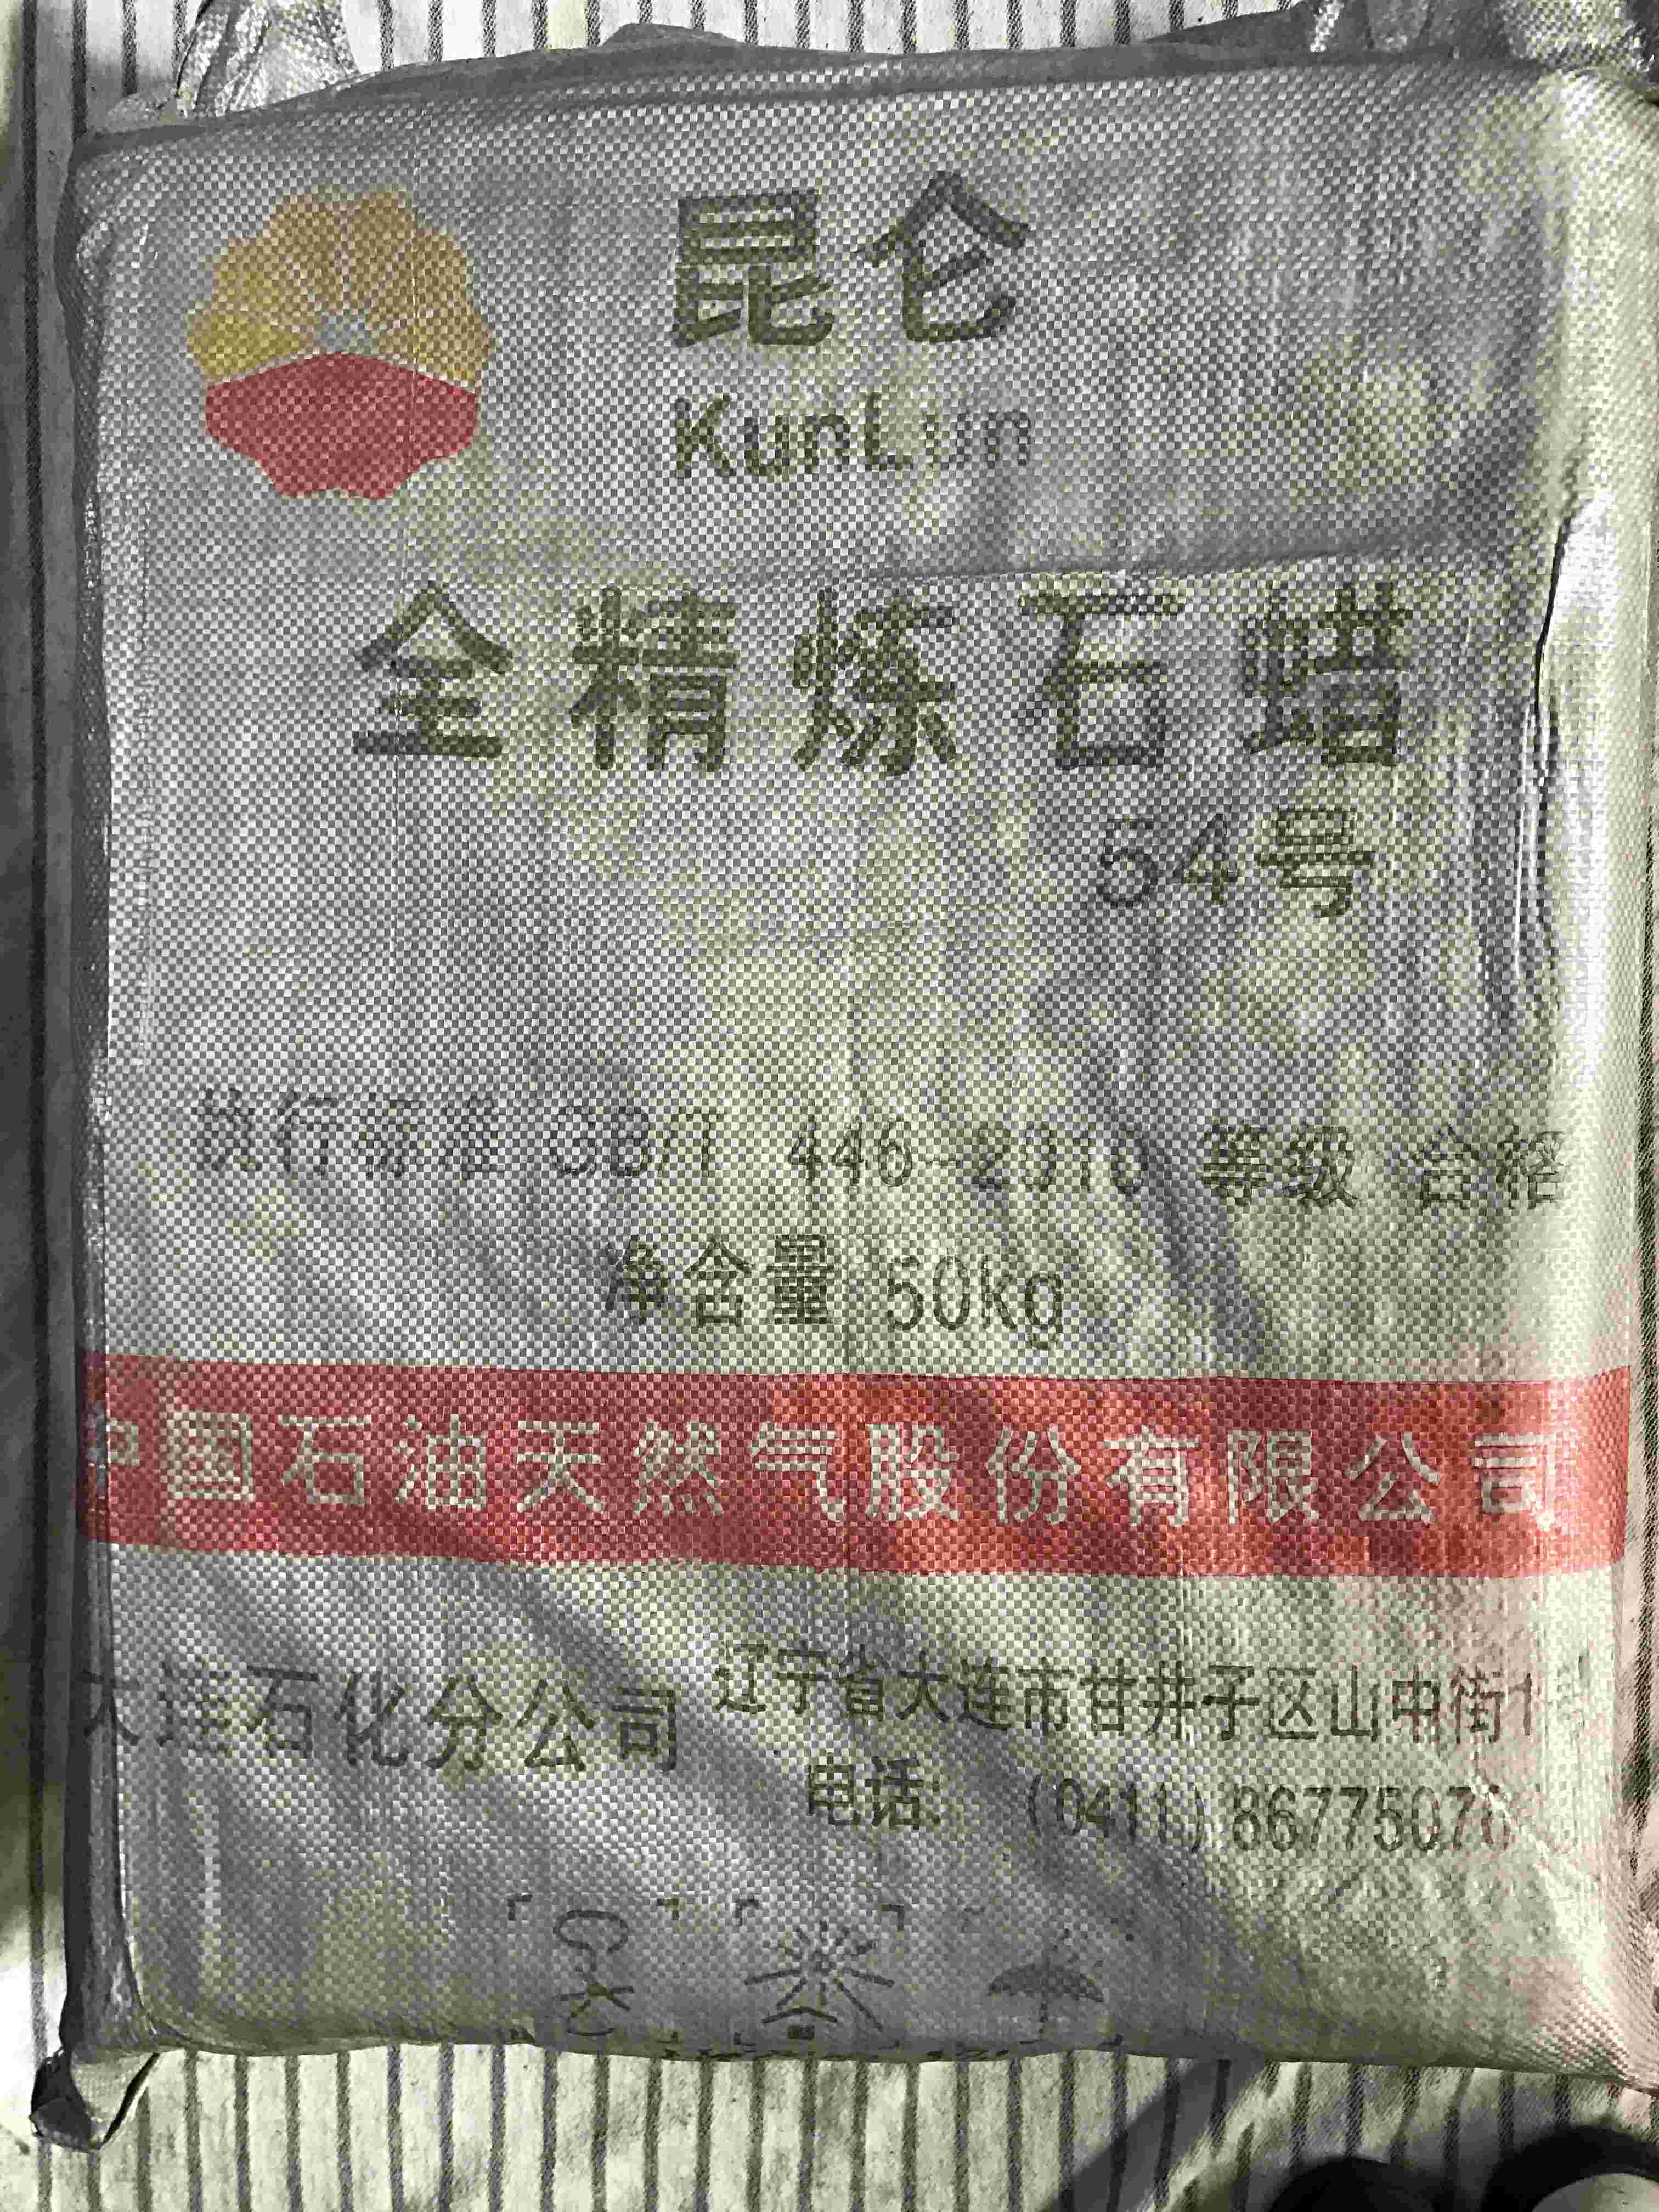 昆仑
KunLun
全精炼石蜡
54号
执行标准 GB/T 446-2010 等级 合格
净含量 50kg
中国石油天然气股份有限公司
大连石化分公司
辽宁省大连市甘井子区山中街1
电话: (0411) 86775078